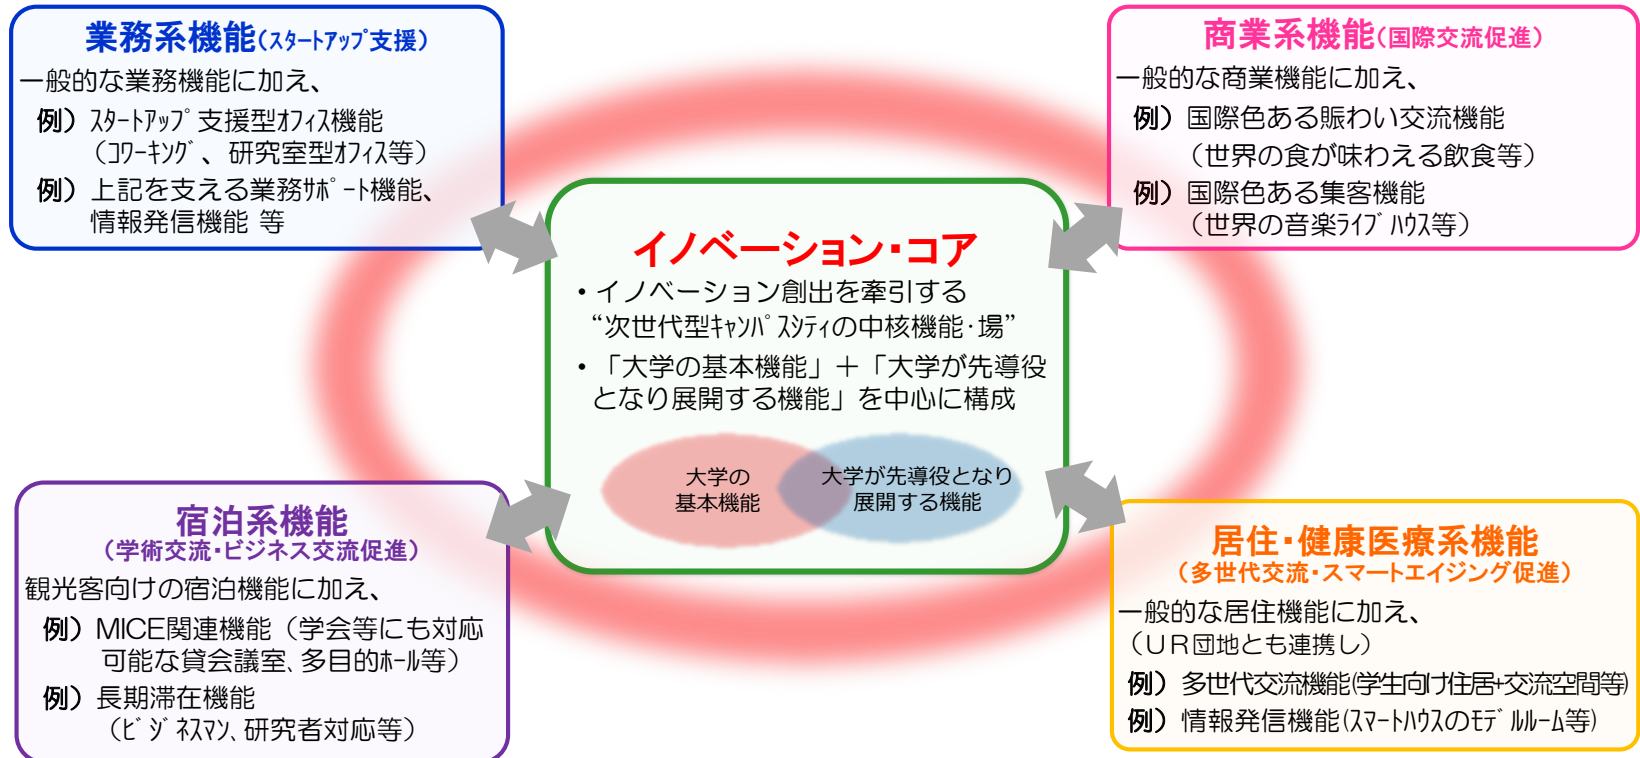 業務系機能(ｽﾀｰﾄｱｯﾌﾟ支援)
一般的な業務機能に加え、
例）ｽﾀｰﾄｱｯﾌﾟ支援型ｵﾌｨｽ機能
（ｺﾜｰｷﾝｸﾞ、研究室型ｵﾌｨｽ等）
例）上記を支える業務ｻﾎﾟｰﾄ機能、
情報発信機能 等
商業系機能(国際交流促進)
一般的な商業機能に加え、
例）国際色ある賑わい交流機能
（世界の食が味わえる飲食等）
例）国際色ある集客機能
（世界の音楽ﾗｲﾌﾞﾊｳｽ等）
イノベーション・コア
・イノベーション創出を牽引する
“次世代型ｷｬﾝﾊﾟｽｼﾃｨの中核機能･場”
・「大学の基本機能」＋「大学が先導役
となり展開する機能」を中心に構成
大学の
基本機能
大学が先導役となり
展開する機能
宿泊系機能
（学術交流・ビジネス交流促進）
観光客向けの宿泊機能に加え、
例）MICE関連機能（学会等にも対応
可能な貸会議室、多目的ﾎｰﾙ等）
例）長期滞在機能
（ﾋﾞｼﾞﾈｽﾏﾝ、研究者対応等）
居住・健康医療系機能
（多世代交流・スマートエイジング促進）
一般的な居住機能に加え、
（ＵＲ団地とも連携し）
例）多世代交流機能(学生向け住居+交流空間等)
例）情報発信機能(ｽﾏｰﾄﾊｳｽのﾓﾃﾞﾙﾙｰﾑ等)